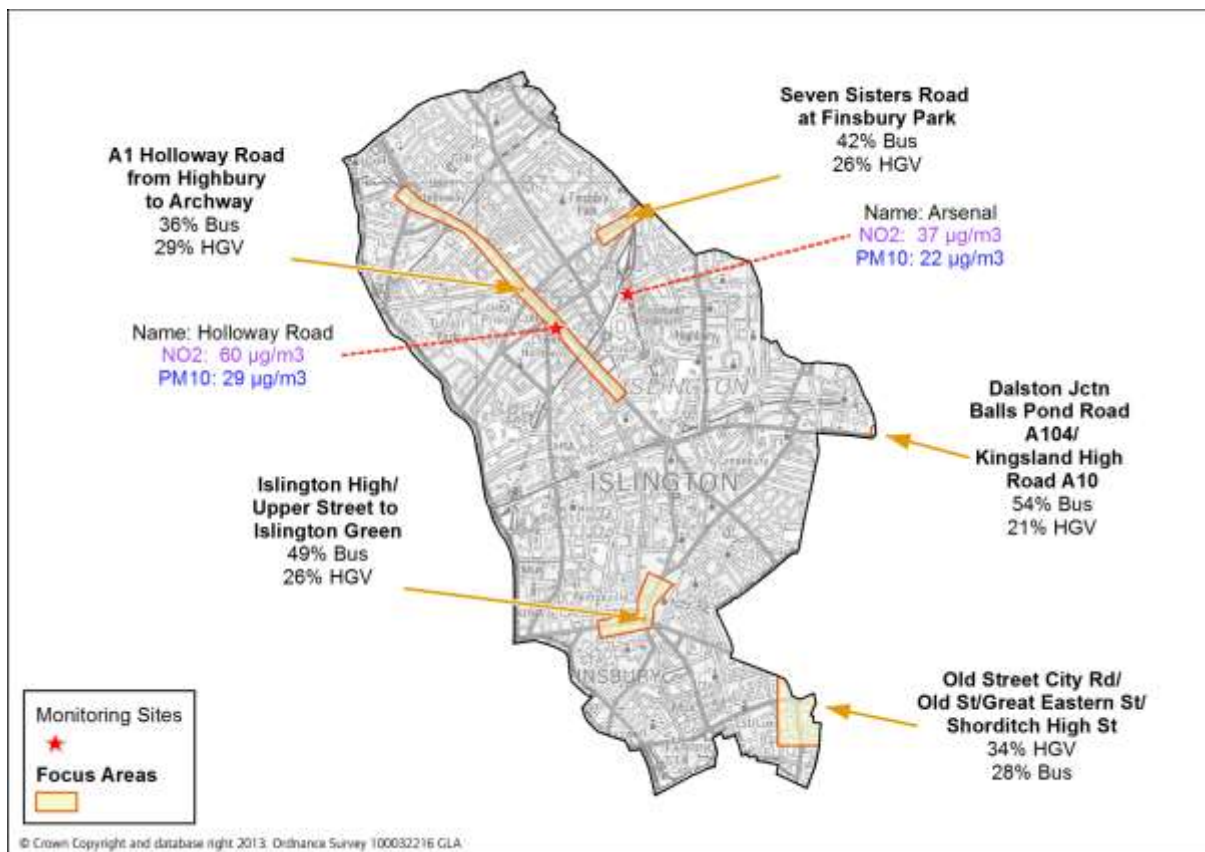 Seven Sisters Road
at Finsbury Park
42% Bus
26% HGV
A1 Holloway Road
from Highbury
to Archway
36% Bus
29% HGV
Name: Arsenal
NO2: 37 µg/m3
PM10: 22 µg/m3
Name: Holloway Road
NO2: 60 µg/m3
PM10: 29 µg/m3
Dalston Jctn
Balls Pond Road
A104/
Kingsland High
Road A10
54% Bus
21% HGV
Islington High/
Upper Street to
Islington Green
49% Bus
26% HGV
Old Street City Rd/
Old St/Great Eastern St/
Shorditch High St
34% HGV
28% Bus
Finsbury
Park
Highbury
ISLINGTON
ISLINGTON
Monitoring Sites
Focus Areas
© Crown Copyright and database right 2013. Ordnance Survey 100032216 GLA